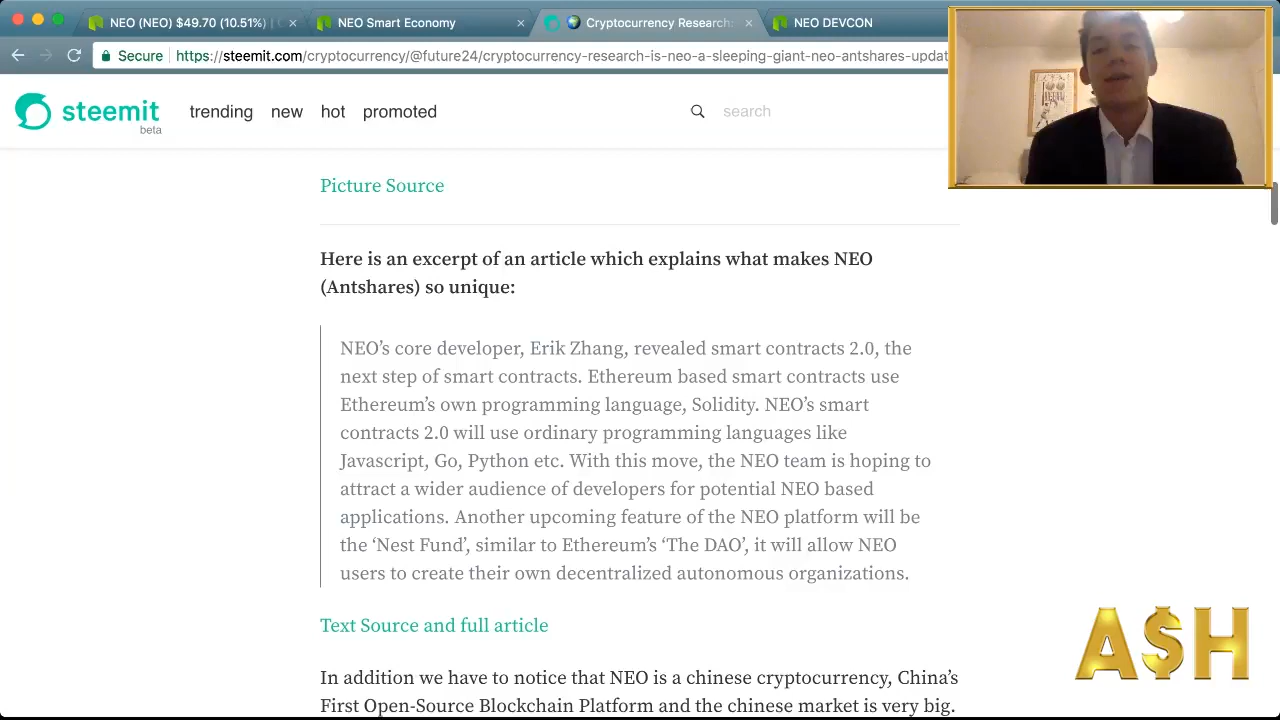 NEO (NEO) $49.70 (10.51%) | C
NEO Smart Economy
Cryptocurrency Research:
NEO DEVCON
Secure
https://steemit.com/cryptocurrency/@future24/cryptocurrency-research-is-neo-a-sleeping-giant-neo-antshares-updat
steemit
beta
trending
new
hot
promoted
search
Picture Source
Here is an excerpt of an article which explains what makes NEO
(Antshares) so unique:
NEO’s core developer, Erik Zhang, revealed smart contracts 2.0, the
next step of smart contracts. Ethereum based smart contracts use
Ethereum’s own programming language, Solidity. NEO’s smart
contracts 2.0 will use ordinary programming languages like
Javascript, Go, Python etc. With this move, the NEO team is hoping to
attract a wider audience of developers for potential NEO based
applications. Another upcoming feature of the NEO platform will be
the ‘Nest Fund’, similar to Ethereum’s ‘The DAO’, it will allow NEO
users to create their own decentralized autonomous organizations.
Text Source and full article
In addition we have to notice that NEO is a chinese cryptocurrency, China’s
First Open-Source Blockchain Platform and the chinese market is very big.
A$H